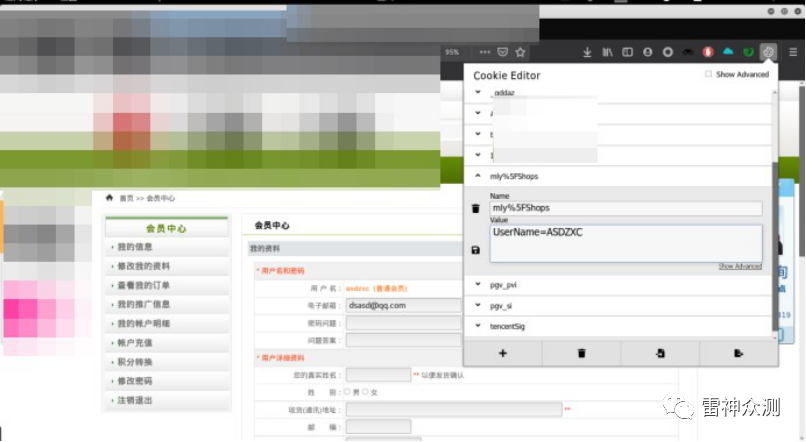 95%
Cookie Editor
Show Advanced
_qddaz
mly%5FShops
Name
mly%5FShops
Value
UserName=ASDZXC
Show Advanced
pgv_pvi
pgv_si
tencentSig
首页 >> 会员中心
会员中心
我的信息
修改我的资料
查看我的订单
我的推广信息
我的帐户明细
帐户充值
积分转换
修改密码
注销退出
会员中心
我的资料
* 用户名和密码
用 户 名： asdzxc (普通会员)
电子邮箱： dsasd@qq.com
密码问题：
问题答案：
* 用户详细资料
您的真实姓名： ** 以便发货确认
性 别： 男 女
收货(通讯)地址： **
邮 编：
雷神众测